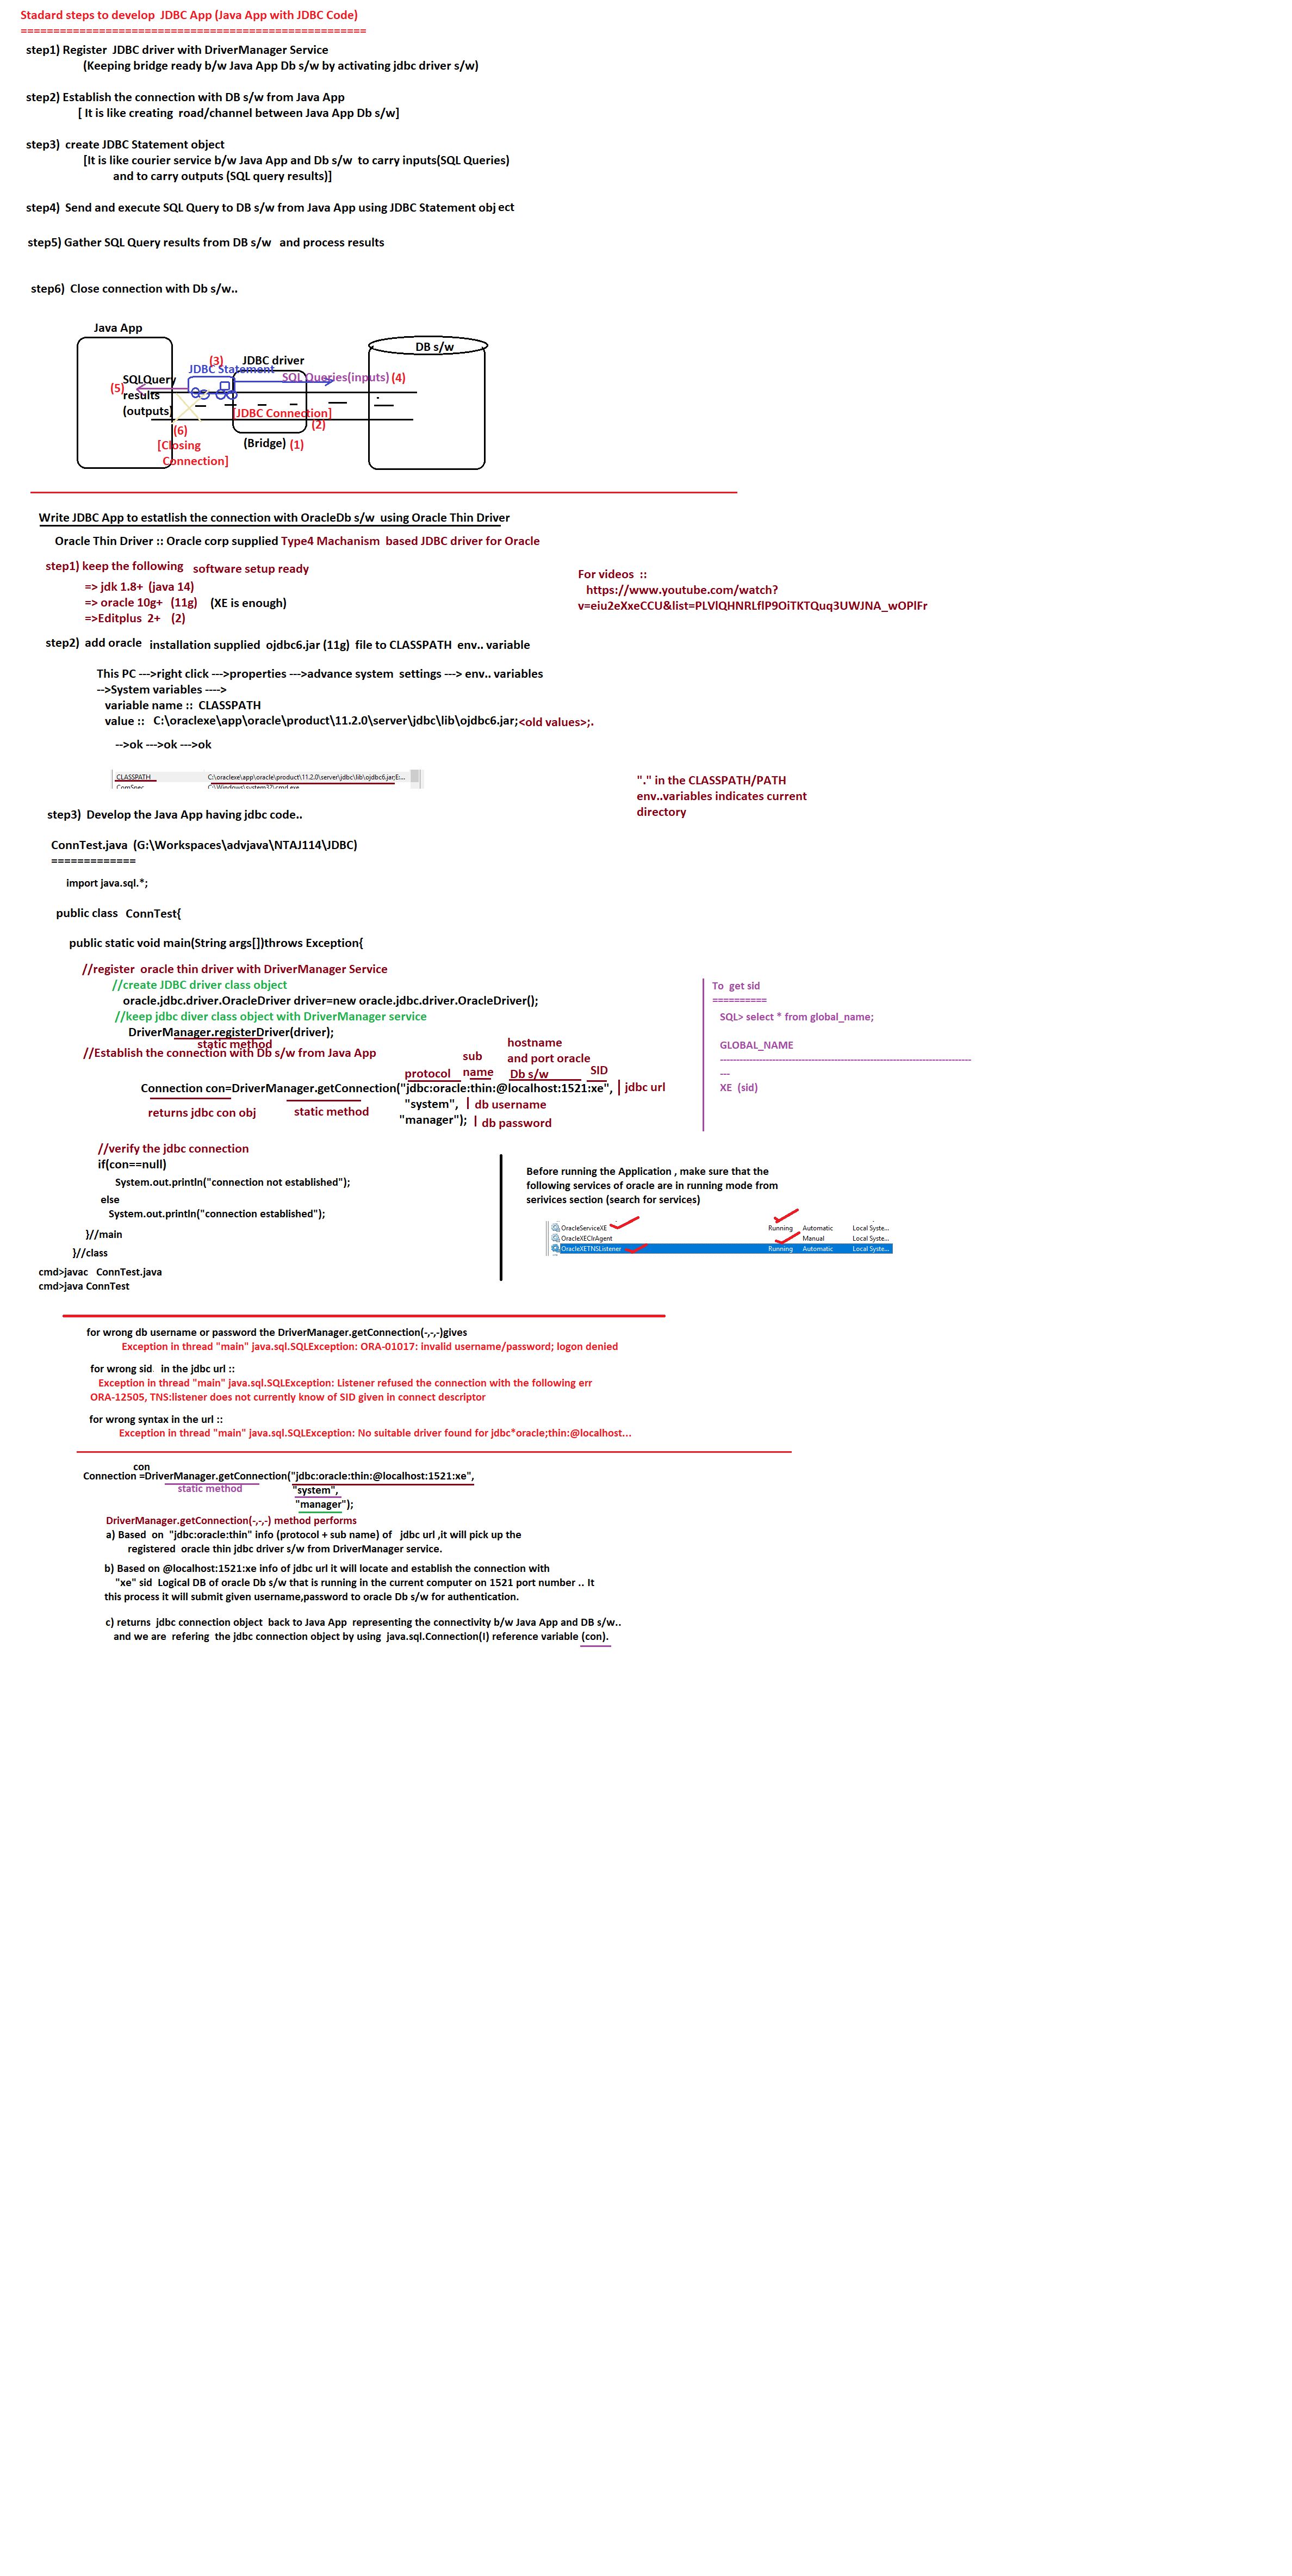 Stadard steps to develop  JDBC App (Java App with JDBC Code)
=====================================================
step1) Register  JDBC driver with DriverManager Service
(Keeping bridge ready b/w Java App Db s/w by activating jdbc driver s/w)
step2) Establish the connection with DB s/w from Java App
[ It is like creating  road/channel between Java App Db s/w]
step3)  create JDBC Statement object
[It is like courier service b/w Java App and Db s/w  to carry inputs(SQL Queries)
and to carry outputs (SQL query results)]
step4)  Send and execute SQL Query to DB s/w from Java App using JDBC Statement obj ect
step5) Gather SQL Query results from DB s/w   and process results
step6)  Close connection with Db s/w..
Java App
DB s/w
(3)
JDBC driver
JDBC Statement
SQL Queries(inputs) (4)
(5)
SQLQuery
results
(outputs)
[JDBC Connection]
(2)
(6)
[Closing
Connection]
(Bridge) (1)
Write JDBC App to estatlish the connection with OracleDb s/w  using Oracle Thin Driver
Oracle Thin Driver :: Oracle corp supplied Type4 Machanism  based JDBC driver for Oracle
step1) keep the following   software setup ready
=> jdk 1.8+  (java 14)
=> oracle 10g+   (11g)    (XE is enough)
=>Editplus  2+    (2)
For videos  ::
https://www.youtube.com/watch?
v=eiu2eXxeCCU&list=PLVlQHNRLflP9OiTKTQuq3UWJNA_wOPlFr
step2)  add oracle   installation supplied  ojdbc6.jar (11g)  file to CLASSPATH  env.. variable
This PC --->right click --->properties --->advance system  settings ---> env.. variables
-->System variables ---->
variable name ::  CLASSPATH
value ::   C:\oraclexe\app\oracle\product\11.2.0\server\jdbc\lib\ojdbc6.jar;<old values>;.
-->ok --->ok --->ok
CLASSPATH    C:\oraclexe\app\oracle\product\11.2.0\server\jdbc\lib\ojdbc6.jar;E:...
ComSpec    C:\Windows\system32\cmd.exe
"." in the CLASSPATH/PATH
env..variables indicates current
directory
step3)  Develop the Java App having jdbc code..
ConnTest.java  (G:\Workspaces\advjava\NTAJ114\JDBC)
=============
import java.sql.*;
public class  ConnTest{
public static void main(String args[])throws Exception{
//register  oracle thin driver with DriverManager Service
//create JDBC driver class object
oracle.jdbc.driver.OracleDriver driver=new oracle.jdbc.driver.OracleDriver();
//keep jdbc diver class object with DriverManager service
DriverManager.registerDriver(driver);
static method
//Establish the connection with Db s/w from Java App
protocol
sub
name
hostname
and port oracle
Db s/w
SID
Connection con=DriverManager.getConnection("jdbc:oracle:thin:@localhost:1521:xe", | jdbc url
returns jdbc con obj
static method
"system",  | db username
"manager");  | db password
To  get sid
==========
SQL> select * from global_name;
GLOBAL_NAME
--------------------------------------------------------------------------------
---
XE  (sid)
//verify the jdbc connection
if(con==null)
System.out.println("connection not established");
else
System.out.println("connection established");
}//main
}//class
cmd>javac   ConnTest.java
cmd>java ConnTest
Before running the Application , make sure that the
following services of oracle are in running mode from
serivices section (search for services)
OracleServiceXE    Running    Automatic    Local Syste...
OracleXEClrAgent    Manual    Local Syste...
OracleXETNSListener    Running    Automatic    Local Syste...
for wrong db username or password the DriverManager.getConnection(-,-,-)gives
Exception in thread "main" java.sql.SQLException: ORA-01017: invalid username/password; logon denied
for wrong sid   in the jdbc url ::
Exception in thread "main" java.sql.SQLException: Listener refused the connection with the following err
ORA-12505, TNS:listener does not currently know of SID given in connect descriptor
for wrong syntax in the url ::
Exception in thread "main" java.sql.SQLException: No suitable driver found for jdbc*oracle;thin:@localhost...
con
Connection =DriverManager.getConnection("jdbc:oracle:thin:@localhost:1521:xe",
static method
"system",
"manager");
DriverManager.getConnection(-,-,-) method performs
a) Based  on  "jdbc:oracle:thin" info (protocol + sub name) of   jdbc url ,it will pick up the
registered  oracle thin jdbc driver s/w from DriverManager service.
b) Based on @localhost:1521:xe info of jdbc url it will locate and establish the connection with
"xe" sid  Logical DB of oracle Db s/w that is running in the current computer on 1521 port number .. It
this process it will submit given username,password to oracle Db s/w for authentication.
c) returns  jdbc connection object  back to Java App  representing the connectivity b/w Java App and DB s/w..
and we are  refering  the jdbc connection object by using  java.sql.Connection(I) reference variable (con).